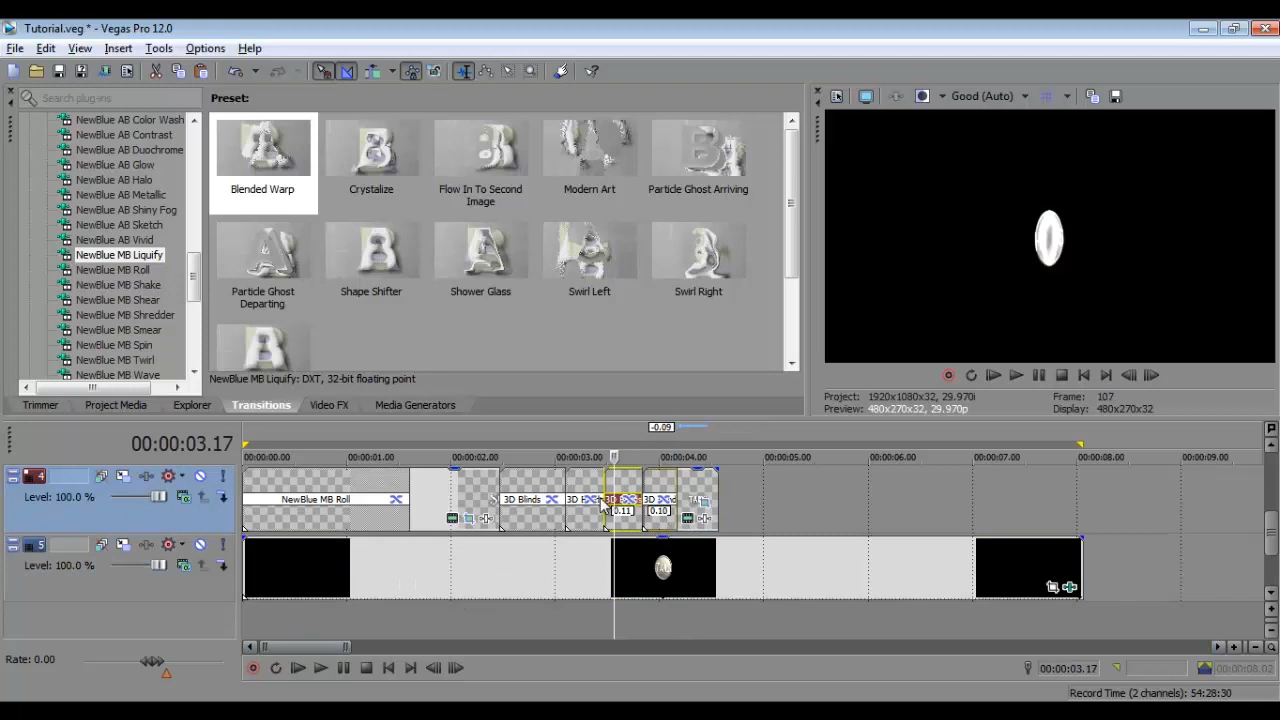 Tutorial.veg * - Vegas Pro 12.0
File Edit View Insert Tools Options Help
Search plug-ins
Preset:
Good (Auto)
NewBlue AB Color Wash
NewBlue AB Contrast
NewBlue AB Duochrome
NewBlue AB Glow
NewBlue AB Halo
NewBlue AB Metallic
NewBlue AB Shiny Fog
NewBlue AB Sketch
NewBlue AB Vivid
NewBlue MB Liquify
NewBlue MB Roll
NewBlue MB Shake
NewBlue MB Shear
NewBlue MB Shredder
NewBlue MB Smear
NewBlue MB Spin
NewBlue MB Twirl
NewBlue MB Wave
Blended Warp
Crystalize
Flow In To Second
Image
Modern Art
Particle Ghost Arriving
Particle Ghost
Departing
Shape Shifter
Shower Glass
Swirl Left
Swirl Right
NewBlue MB Liquify: DXT, 32-bit floating point
Trimmer Project Media Explorer Transitions Video FX Media Generators
Project: 1920x1080x32, 29.970i
Frame: 107
Preview: 480x270x32, 29.970p
Display: 480x270x32
-0.09
00:00:03.17
00:00:00.00 00:00:01.00 00:00:02.00 00:00:03.00 00:00:04.00 00:00:05.00 00:00:06.00 00:00:07.00 00:00:08.00 00:00:09.00
4
Level: 100.0 %
NewBlue MB Roll
3D Blinds
0.11
0.10
5
Level: 100.0 %
Rate: 0.00
00:00:03.17
00:00:08.02
Record Time (2 channels): 54:28:30